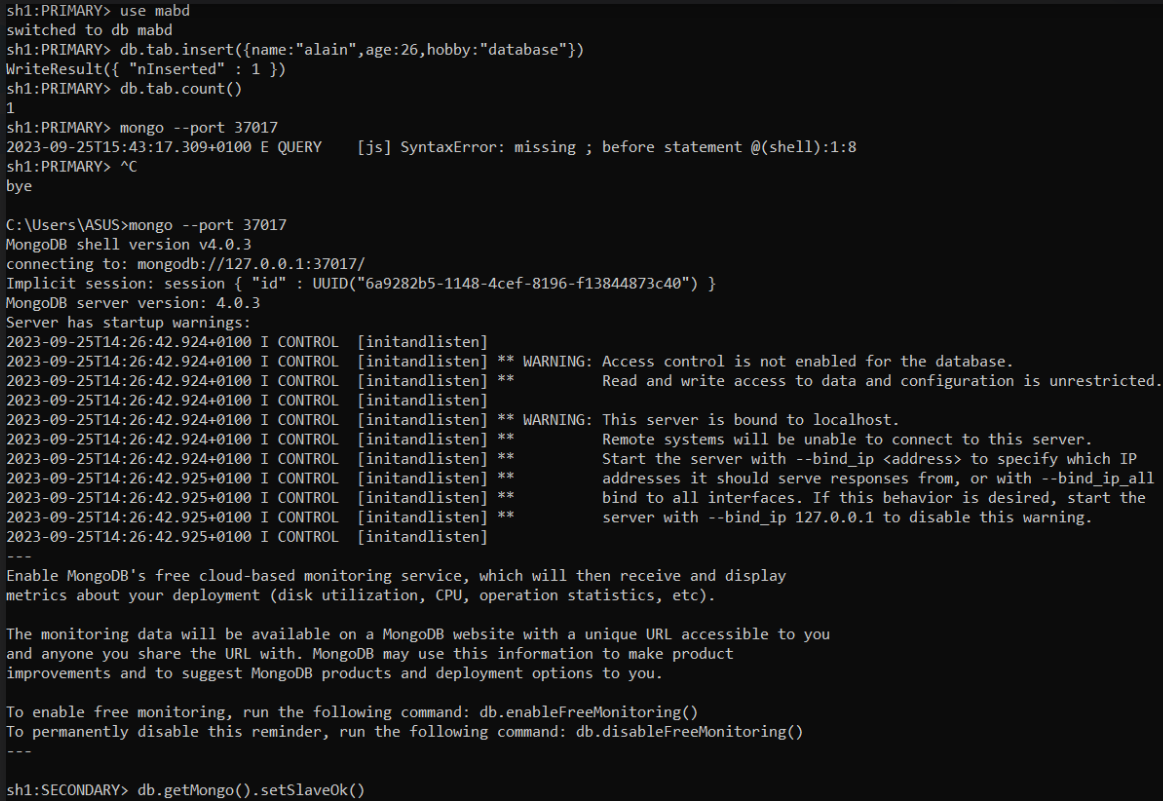 sh1:PRIMARY> use mabd
switched to db mabd
sh1:PRIMARY> db.tab.insert({name:"alain",age:26,hobby:"database"})
WriteResult({ "nInserted" : 1 })
sh1:PRIMARY> db.tab.count()
1
sh1:PRIMARY> mongo --port 37017
2023-09-25T15:43:17.309+0100 E QUERY    [js] SyntaxError: missing ; before statement @(shell):1:8
sh1:PRIMARY> ^C
bye
C:\Users\ASUS>mongo --port 37017
MongoDB shell version v4.0.3
connecting to: mongodb://127.0.0.1:37017/
Implicit session: session { "id" : UUID("6a9282b5-1148-4cef-8196-f13844873c40") }
MongoDB server version: 4.0.3
Server has startup warnings:
2023-09-25T14:26:42.924+0100 I CONTROL  [initandlisten]
2023-09-25T14:26:42.924+0100 I CONTROL  [initandlisten] ** WARNING: Access control is not enabled for the database.
2023-09-25T14:26:42.924+0100 I CONTROL  [initandlisten] **          Read and write access to data and configuration is unrestricted.
2023-09-25T14:26:42.924+0100 I CONTROL  [initandlisten]
2023-09-25T14:26:42.924+0100 I CONTROL  [initandlisten] ** WARNING: This server is bound to localhost.
2023-09-25T14:26:42.924+0100 I CONTROL  [initandlisten] **          Remote systems will be unable to connect to this server.
2023-09-25T14:26:42.924+0100 I CONTROL  [initandlisten] **          Start the server with --bind_ip <address> to specify which IP
2023-09-25T14:26:42.925+0100 I CONTROL  [initandlisten] **          addresses it should serve responses from, or with --bind_ip_all
2023-09-25T14:26:42.925+0100 I CONTROL  [initandlisten] **          bind to all interfaces. If this behavior is desired, start the
2023-09-25T14:26:42.925+0100 I CONTROL  [initandlisten] **          server with --bind_ip 127.0.0.1 to disable this warning.
2023-09-25T14:26:42.925+0100 I CONTROL  [initandlisten]
---
Enable MongoDB's free cloud-based monitoring service, which will then receive and display
metrics about your deployment (disk utilization, CPU, operation statistics, etc).
The monitoring data will be available on a MongoDB website with a unique URL accessible to you
and anyone you share the URL with. MongoDB may use this information to make product
improvements and to suggest MongoDB products and deployment options to you.
To enable free monitoring, run the following command: db.enableFreeMonitoring()
To permanently disable this reminder, run the following command: db.disableFreeMonitoring()
---
sh1:SECONDARY> db.getMongo().setSlaveOk()